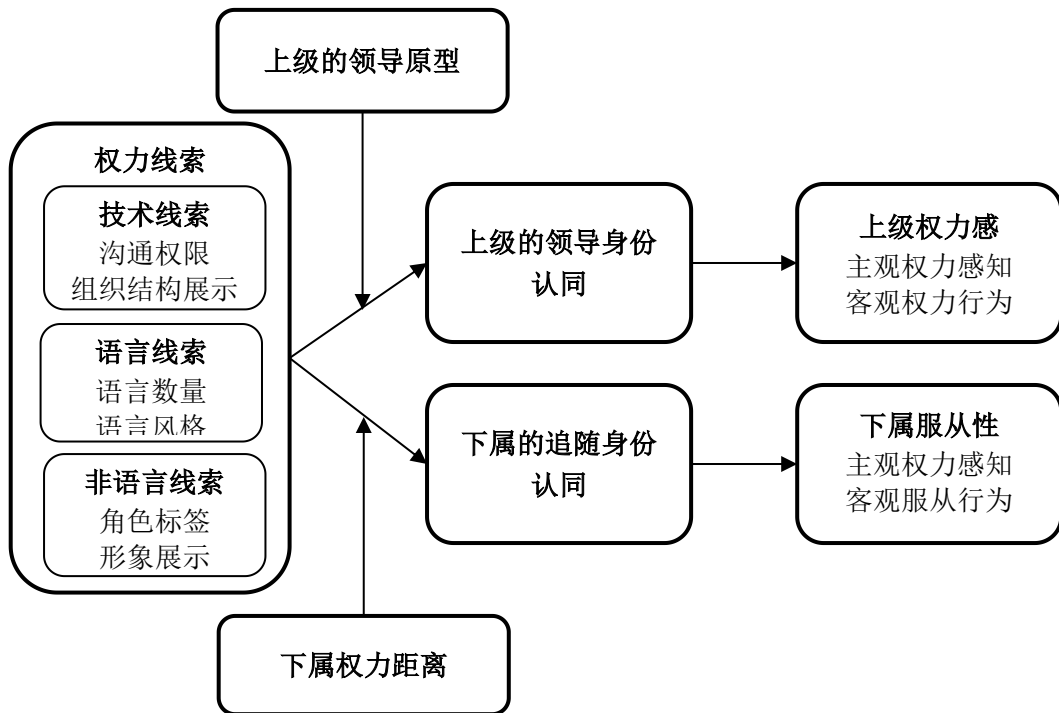 上级的领导原型
权力线索
技术线索
沟通权限
组织结构展示
语言线索
语言数量
语言风格
非语言线索
角色标签
形象展示
上级的领导身份
认同
下属的追随身份
认同
上级权力感
主观权力感知
客观权力行为
下属服从性
主观权力感知
客观服从行为
下属权力距离